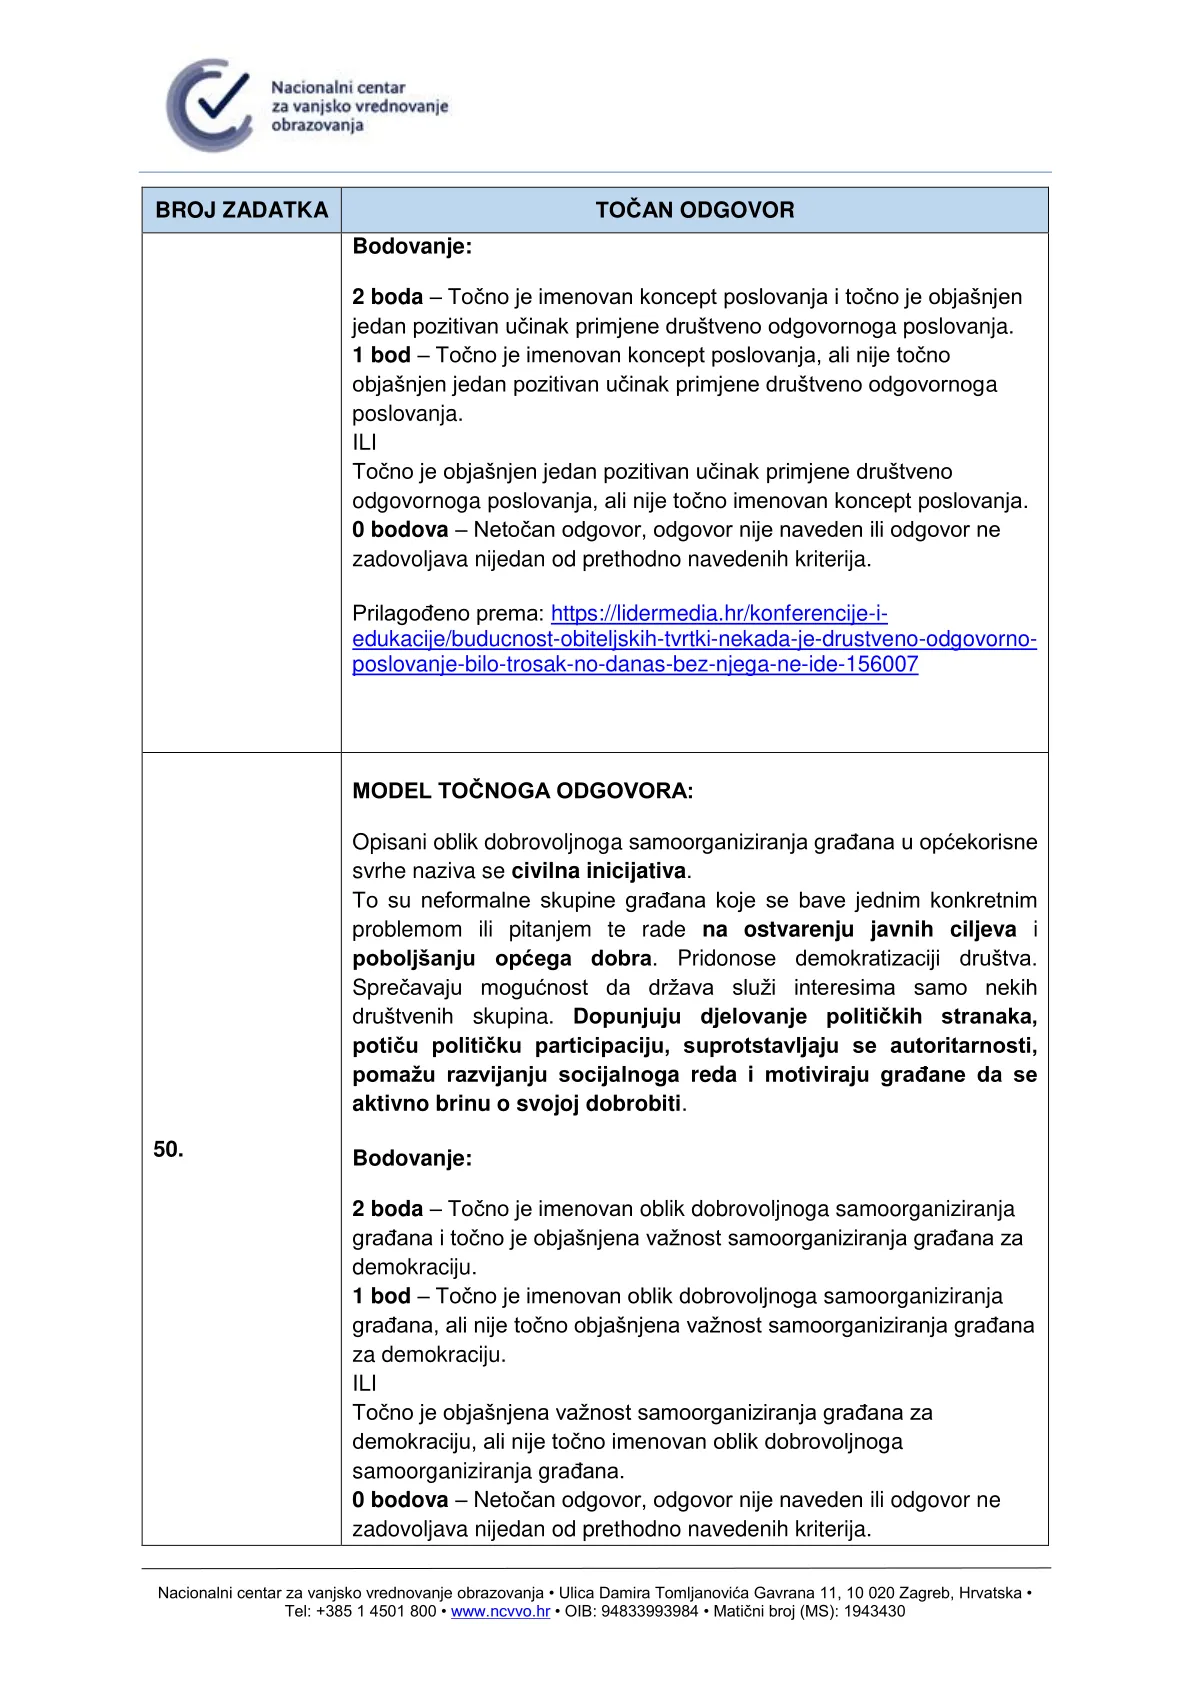 Nacionalni centar
za vanjsko vrednovanje
obrazovanja
BROJ ZADATKA
TOČAN ODGOVOR
Bodovanje:
2 boda – Točno je imenovan koncept poslovanja i točno je objašnjen
jedan pozitivan učinak primjene društveno odgovornoga poslovanja.
1 bod – Točno je imenovan koncept poslovanja, ali nije točno
objašnjen jedan pozitivan učinak primjene društveno odgovornoga
poslovanja.
ILI
Točno je objašnjen jedan pozitivan učinak primjene društveno
odgovornoga poslovanja, ali nije točno imenovan koncept poslovanja.
0 bodova – Netočan odgovor, odgovor nije naveden ili odgovor ne
zadovoljava nijedan od prethodno navedenih kriterija.
Prilagođeno prema: https://lidermedia.hr/konferencije-i-
edukacije/buducnost-obiteljskih-tvrtki-nekada-je-drustveno-odgovorno-
poslovanje-bilo-trosak-no-danas-bez-njega-ne-ide-156007
50.
MODEL TOČNOGA ODGOVORA:
Opisani oblik dobrovoljnoga samoorganiziranja građana u općekorisne
svrhe naziva se civilna inicijativa.
To su neformalne skupine građana koje se bave jednim konkretnim
problemom ili pitanjem te rade na ostvarenju javnih ciljeva i
poboljšanju općega dobra. Pridonose demokratizaciji društva.
Sprečavaju mogućnost da država služi interesima samo nekih
društvenih skupina. Dopunjuju djelovanje političkih stranaka,
potiču političku participaciju, suprotstavljaju se autoritarnosti,
pomažu razvijanju socijalnoga reda i motiviraju građane da se
aktivno brinu o svojoj dobrobiti.
Bodovanje:
2 boda – Točno je imenovan oblik dobrovoljnoga samoorganiziranja
građana i točno je objašnjena važnost samoorganiziranja građana za
demokraciju.
1 bod – Točno je imenovan oblik dobrovoljnoga samoorganiziranja
građana, ali nije točno objašnjena važnost samoorganiziranja građana
za demokraciju.
ILI
Točno je objašnjena važnost samoorganiziranja građana za
demokraciju, ali nije točno imenovan oblik dobrovoljnoga
samoorganiziranja građana.
0 bodova – Netočan odgovor, odgovor nije naveden ili odgovor ne
zadovoljava nijedan od prethodno navedenih kriterija.
Nacionalni centar za vanjsko vrednovanje obrazovanja • Ulica Damira Tomljanovića Gavrana 11, 10 020 Zagreb, Hrvatska •
Tel: +385 1 4501 800 • www.ncvvo.hr • OIB: 94833993984 • Matični broj (MS): 1943430